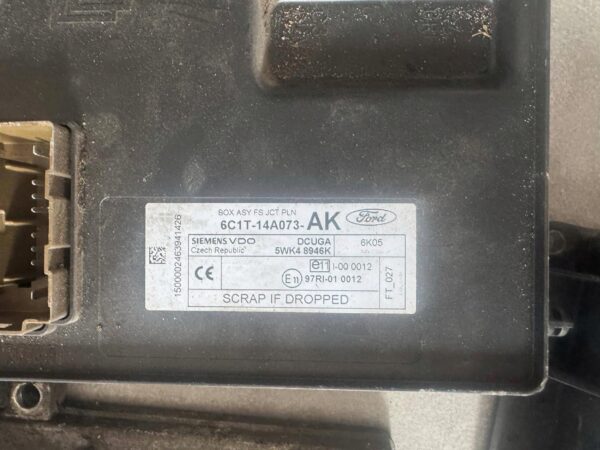 BOX ASY FS JCT PLN
6C1T-14A073-AK Ford
SIEMENS VDO DCUGA 6K05
Czech Republic 5WK4 8946K
e11 I-00 0012
CE E11 97RI-01 0012
FT_027
SCRAP IF DROPPED
1500002463941426